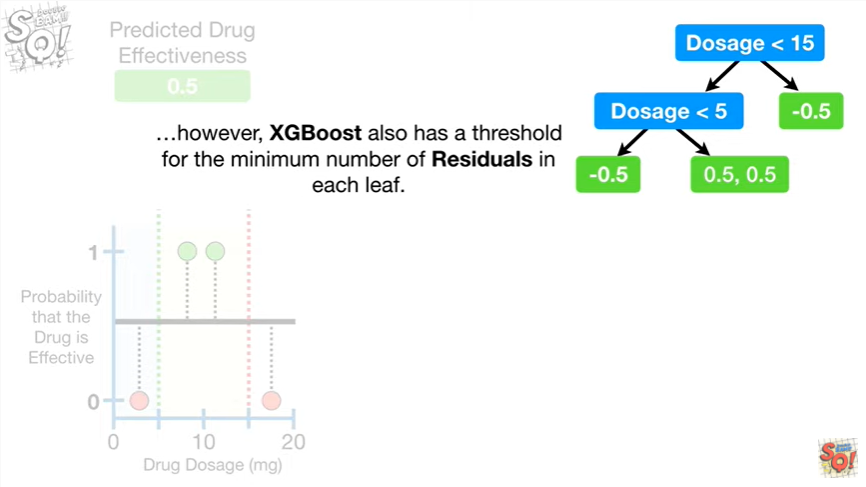 Predicted Drug
Effectiveness
0.5
…however, XGBoost also has a threshold
for the minimum number of Residuals in
each leaf.
Dosage < 15
Dosage < 5
-0.5
-0.5
0.5, 0.5
1
Probability
that the
Drug is
Effective
0
0
10
20
Drug Dosage (mg)
SQ!